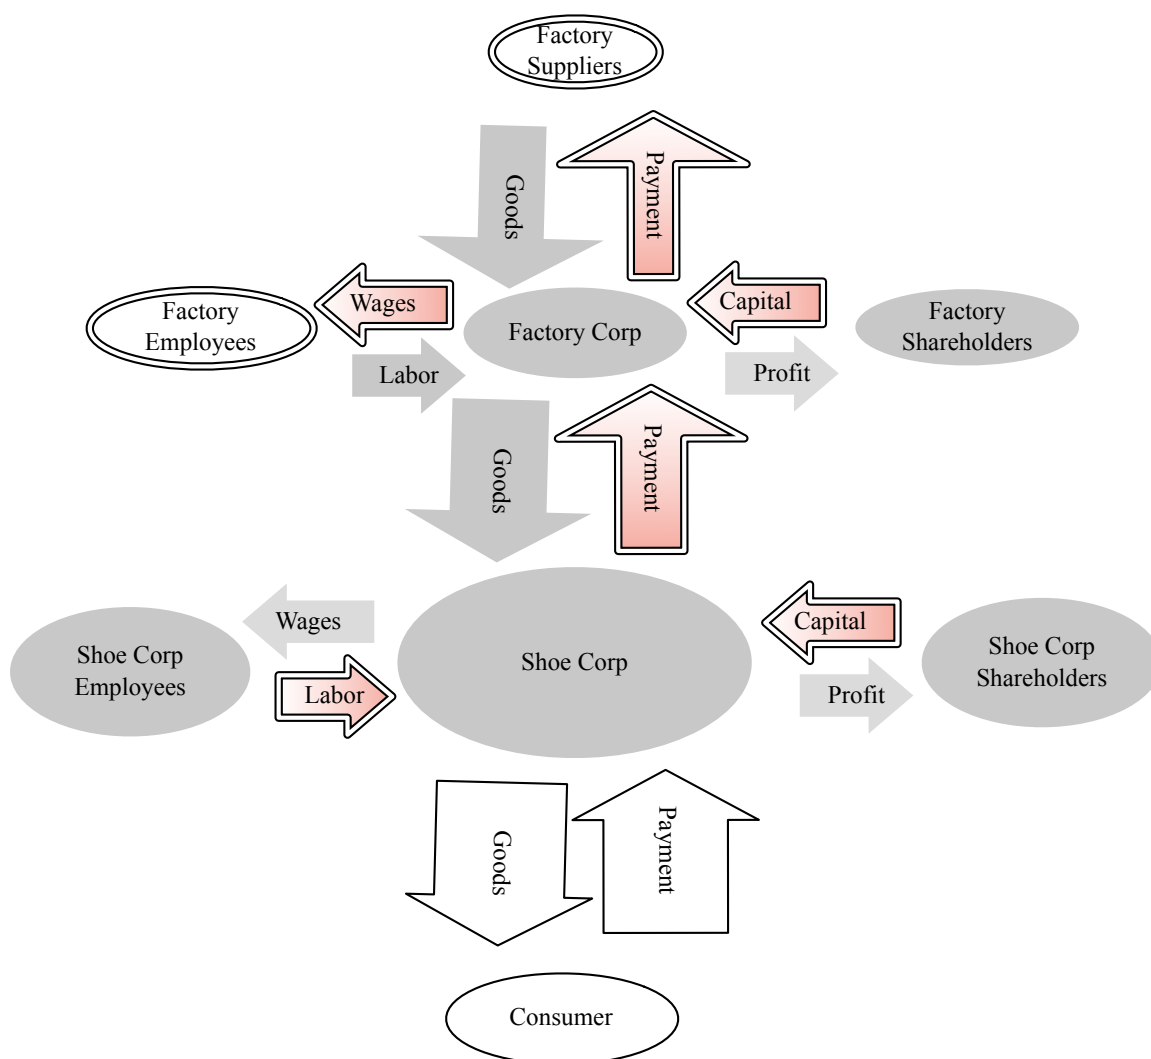 Factory
Suppliers
Goods
Payment
Wages
Capital
Factory
Employees
Factory Corp
Factory
Shareholders
Labor
Profit
Goods
Payment
Wages
Capital
Shoe Corp
Employees
Shoe Corp
Shoe Corp
Shareholders
Labor
Profit
Goods
Payment
Consumer